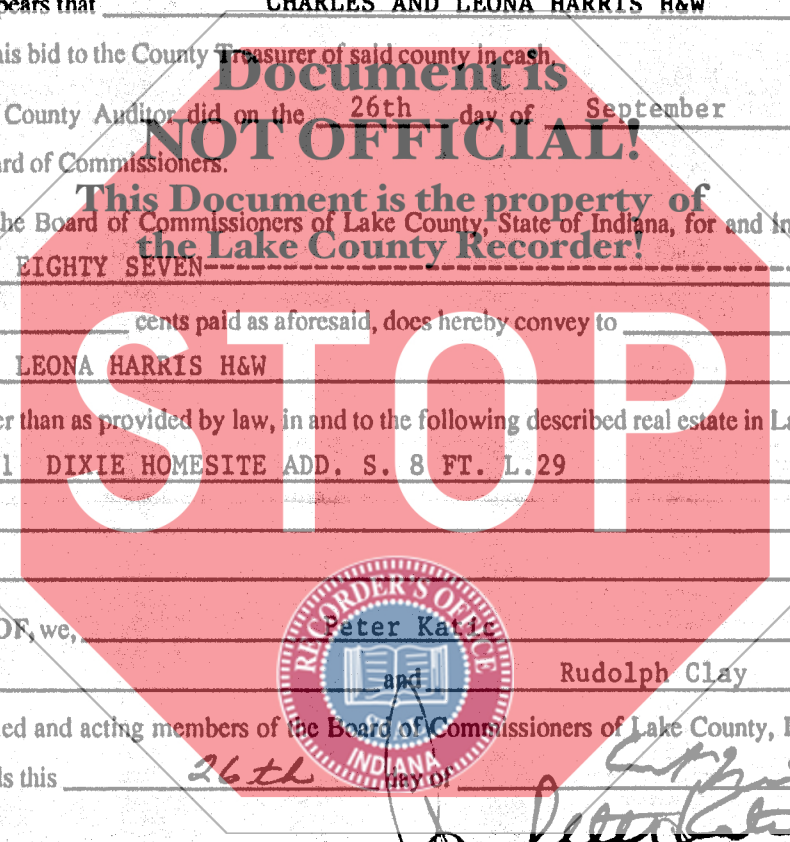 pears that CHARLES AND LEONA HARRIS H&W
his bid to the County Treasurer of said county in cash.
Document is
County Auditor did on the 26th day of September
NOT OFFICIAL!
ard of Commissioners.
This Document is the property of
he Board of Commissioners of Lake County, State of Indiana, for and in
the Lake County Recorder!
EIGHTY SEVEN
cents paid as aforesaid, does hereby convey to
LEONA HARRIS H&W
er than as provided by law, in and to the following described real estate in La
1 DIXIE HOMESITE ADD. S. 8 FT. L.29
STOP
RECORDER'S OFFICE
OF, we, Peter Katic
and Rudolph Clay
ed and acting members of the Board of Commissioners of Lake County, I
INDIANA
ds this 26th day of
Peter Katic